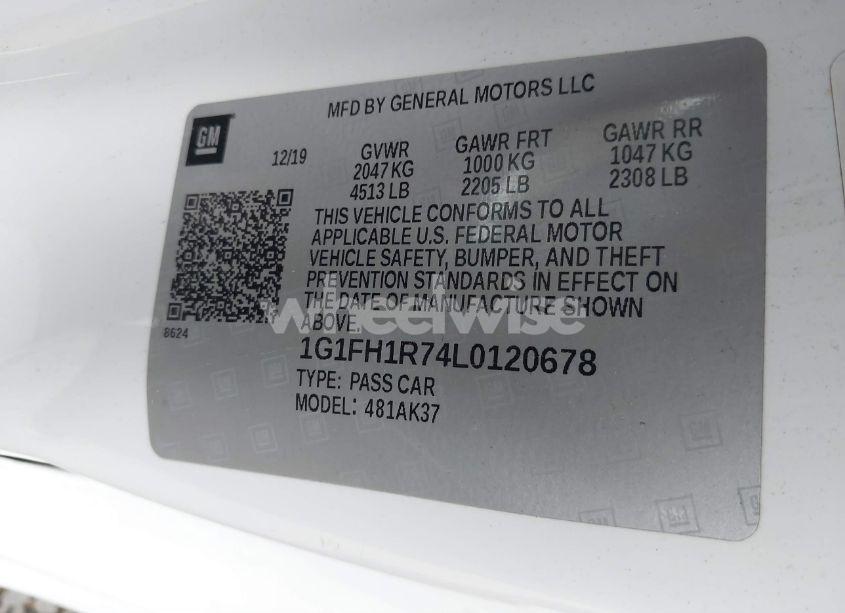 MFD BY GENERAL MOTORS LLC
GM
12/19
GVWR
2047 KG
4513 LB
GAWR FRT
1000 KG
2205 LB
GAWR RR
1047 KG
2308 LB
THIS VEHICLE CONFORMS TO ALL
APPLICABLE U.S. FEDERAL MOTOR
VEHICLE SAFETY, BUMPER, AND THEFT
PREVENTION STANDARDS IN EFFECT ON
THE DATE OF MANUFACTURE SHOWN
ABOVE.
8624
wheelwise
1G1FH1R74L0120678
TYPE: PASS CAR
MODEL: 481AK37